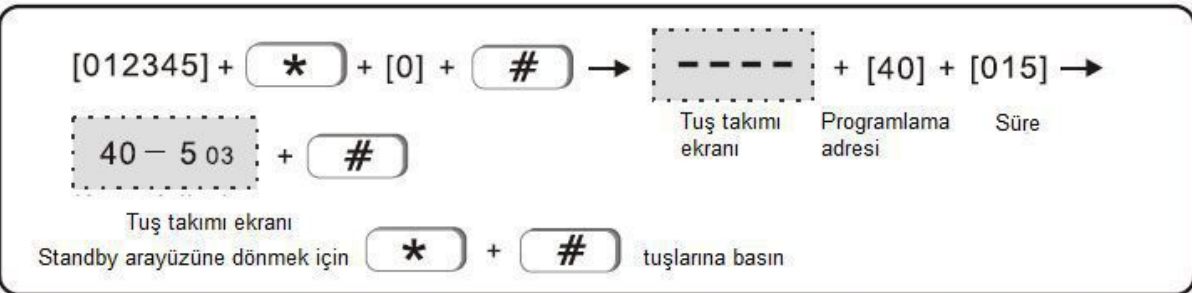 [012345] + * + [0] + # → ---- + [40] + [015] →
Tuş takımı ekranı Programlama adresi Süre
40 — 5 03 + #
Tuş takımı ekranı
Standby arayüzüne dönmek için * + # tuşlarına basın